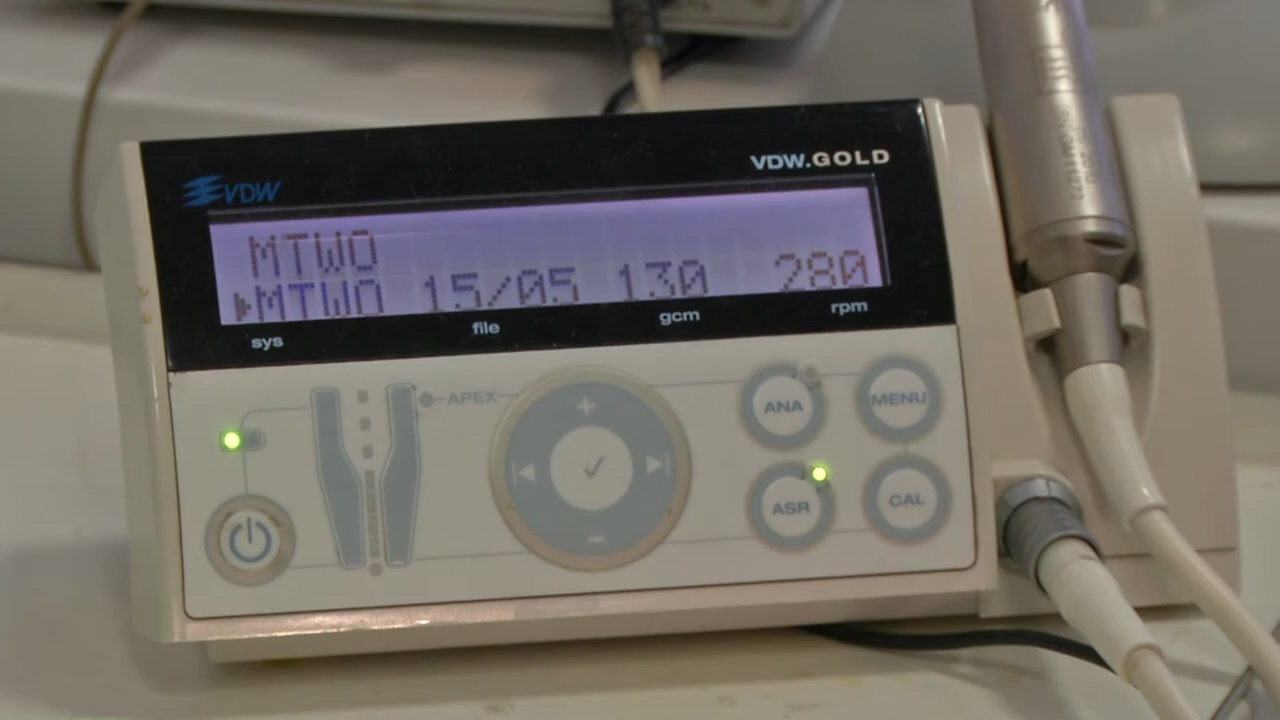 VDW.GOLD
VDW
MTWO
MTWO 15/05 130 280
sys file gcm rpm
APEX
+
ANA MENU
ASR CAL
-